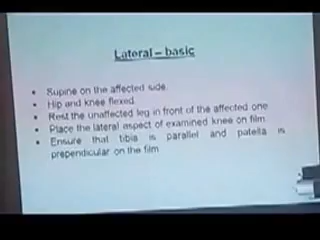 Lateral – basic
• Supine on the affected side.
• Hip and knee flexed.
• Rest the unaffected leg in front of the affected one
• Place the lateral aspect of examined knee on film
• Ensure that tibia is parallel and patella is
prependicular on the film